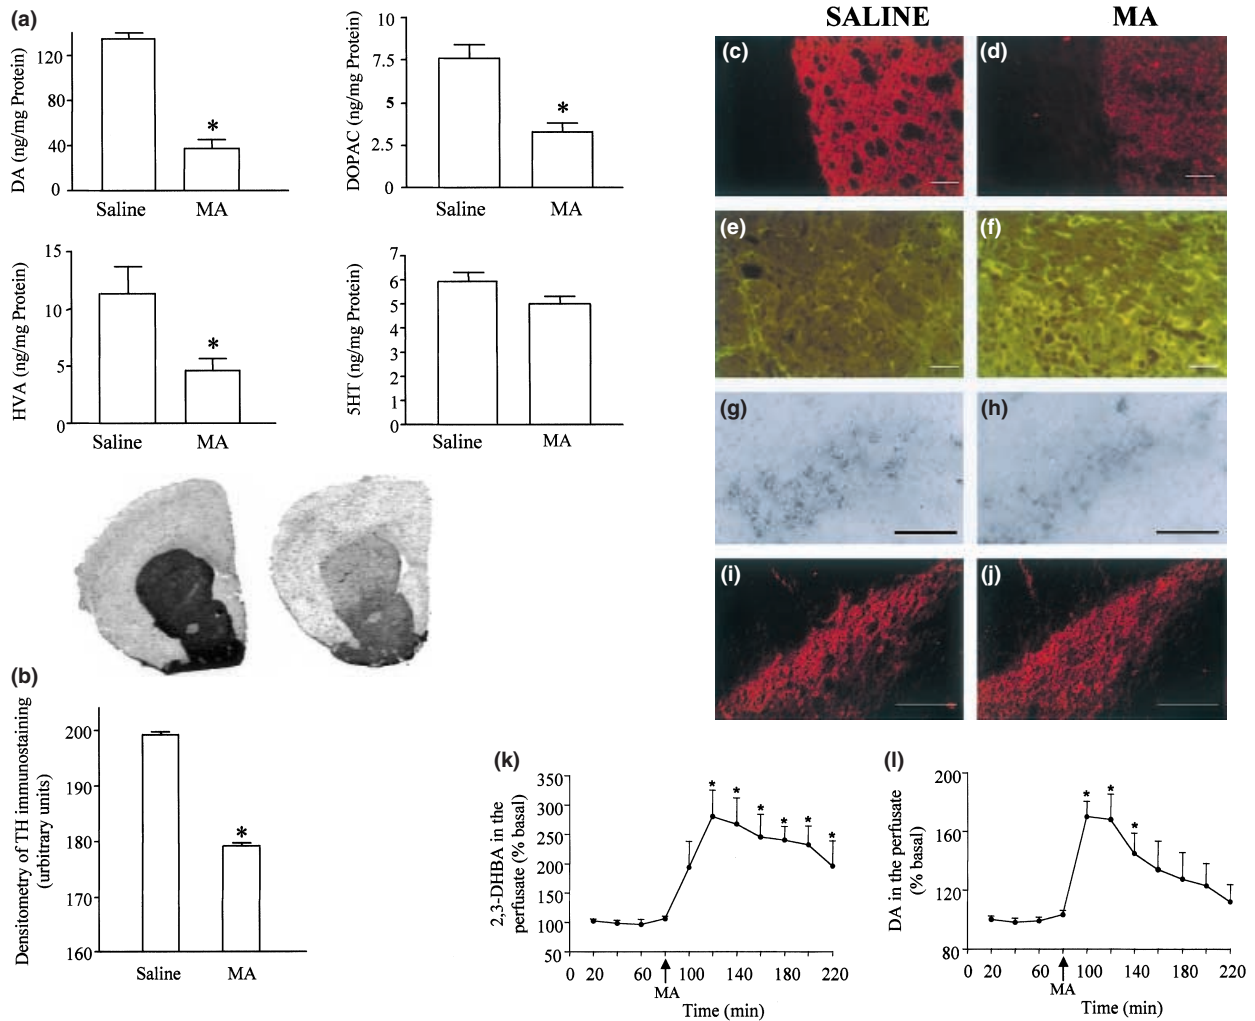 (a)
DA (ng/mg Protein)
120
80
40
0
Saline MA
*
DOPAC (ng/mg Protein)
10
7.5
5
2.5
0
Saline MA
*
HVA (ng/mg Protein)
15
10
5
0
Saline MA
*
5HT (ng/mg Protein)
7
6
5
4
3
2
1
0
Saline MA
(b)
Densitometry of TH immunostaining
(urbitrary units)
200
190
180
170
160
Saline MA
*
SALINE MA
(c) (d)
(e) (f)
(g) (h)
(i) (j)
(k)
2,3-DHBA in the
perfusate (% basal)
350
300
250
200
150
100
50
* * * * * *
0 20 60 100 140 180 220
MA
Time (min)
(l)
DA in the perfusate
(% basal)
200
160
120
80
* * *
0 20 60 100 140 180 220
MA
Time (min)